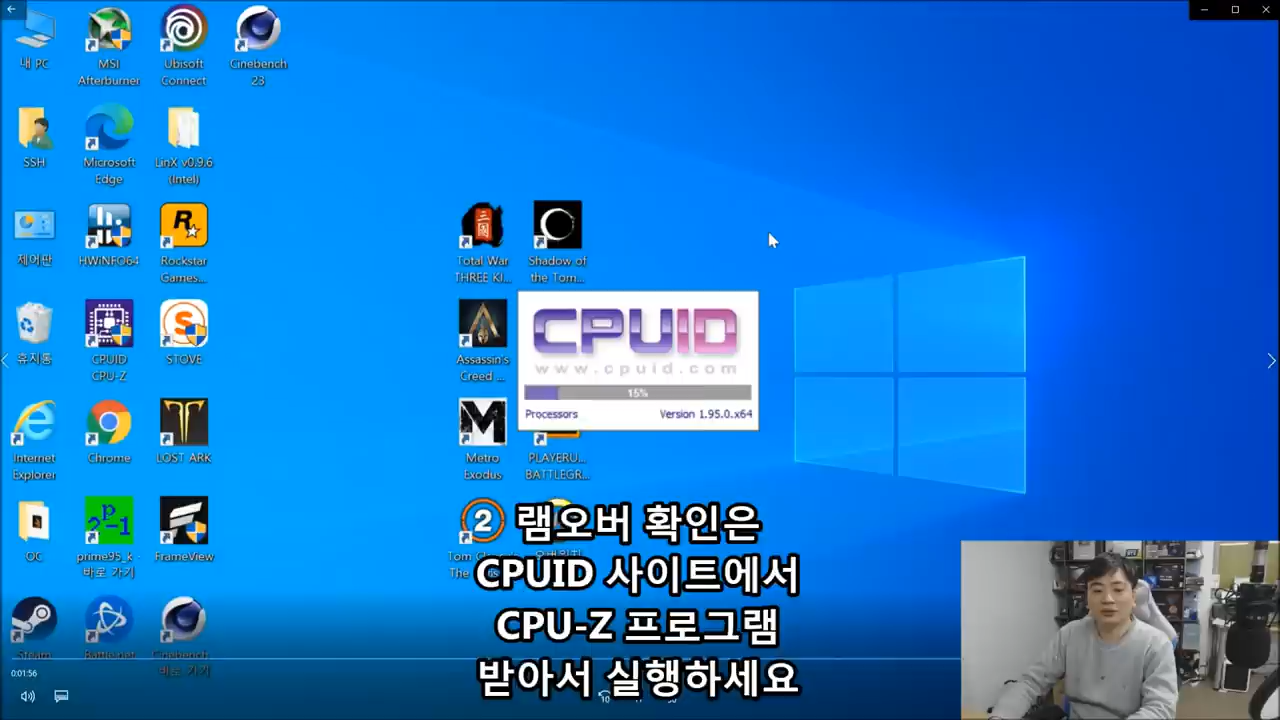 내 PC
MSI
Afterburner
Ubisoft
Connect
Cinebench
23
SSH
Microsoft
Edge
LinX v0.9.6
(Intel)
제어판
HWiNFO64
Rockstar
Games...
Total War
THREE KI...
Shadow of
the Tom...
휴지통
CPUID
CPU-Z
STOVE
Assassin's
Creed ...
CPUID
www.cpuid.com
15%
Processors
Version 1.95.0.x64
Internet
Explorer
Chrome
LOST ARK
Metro
Exodus
PLAYERU...
BATTLEGR...
OC
prime95_k -
바로 가기
FrameView
Steam
Battle.net
Cinebench
바로 가기
램오버 확인은
CPUID 사이트에서
CPU-Z 프로그램
받아서 실행하세요
0:01:56